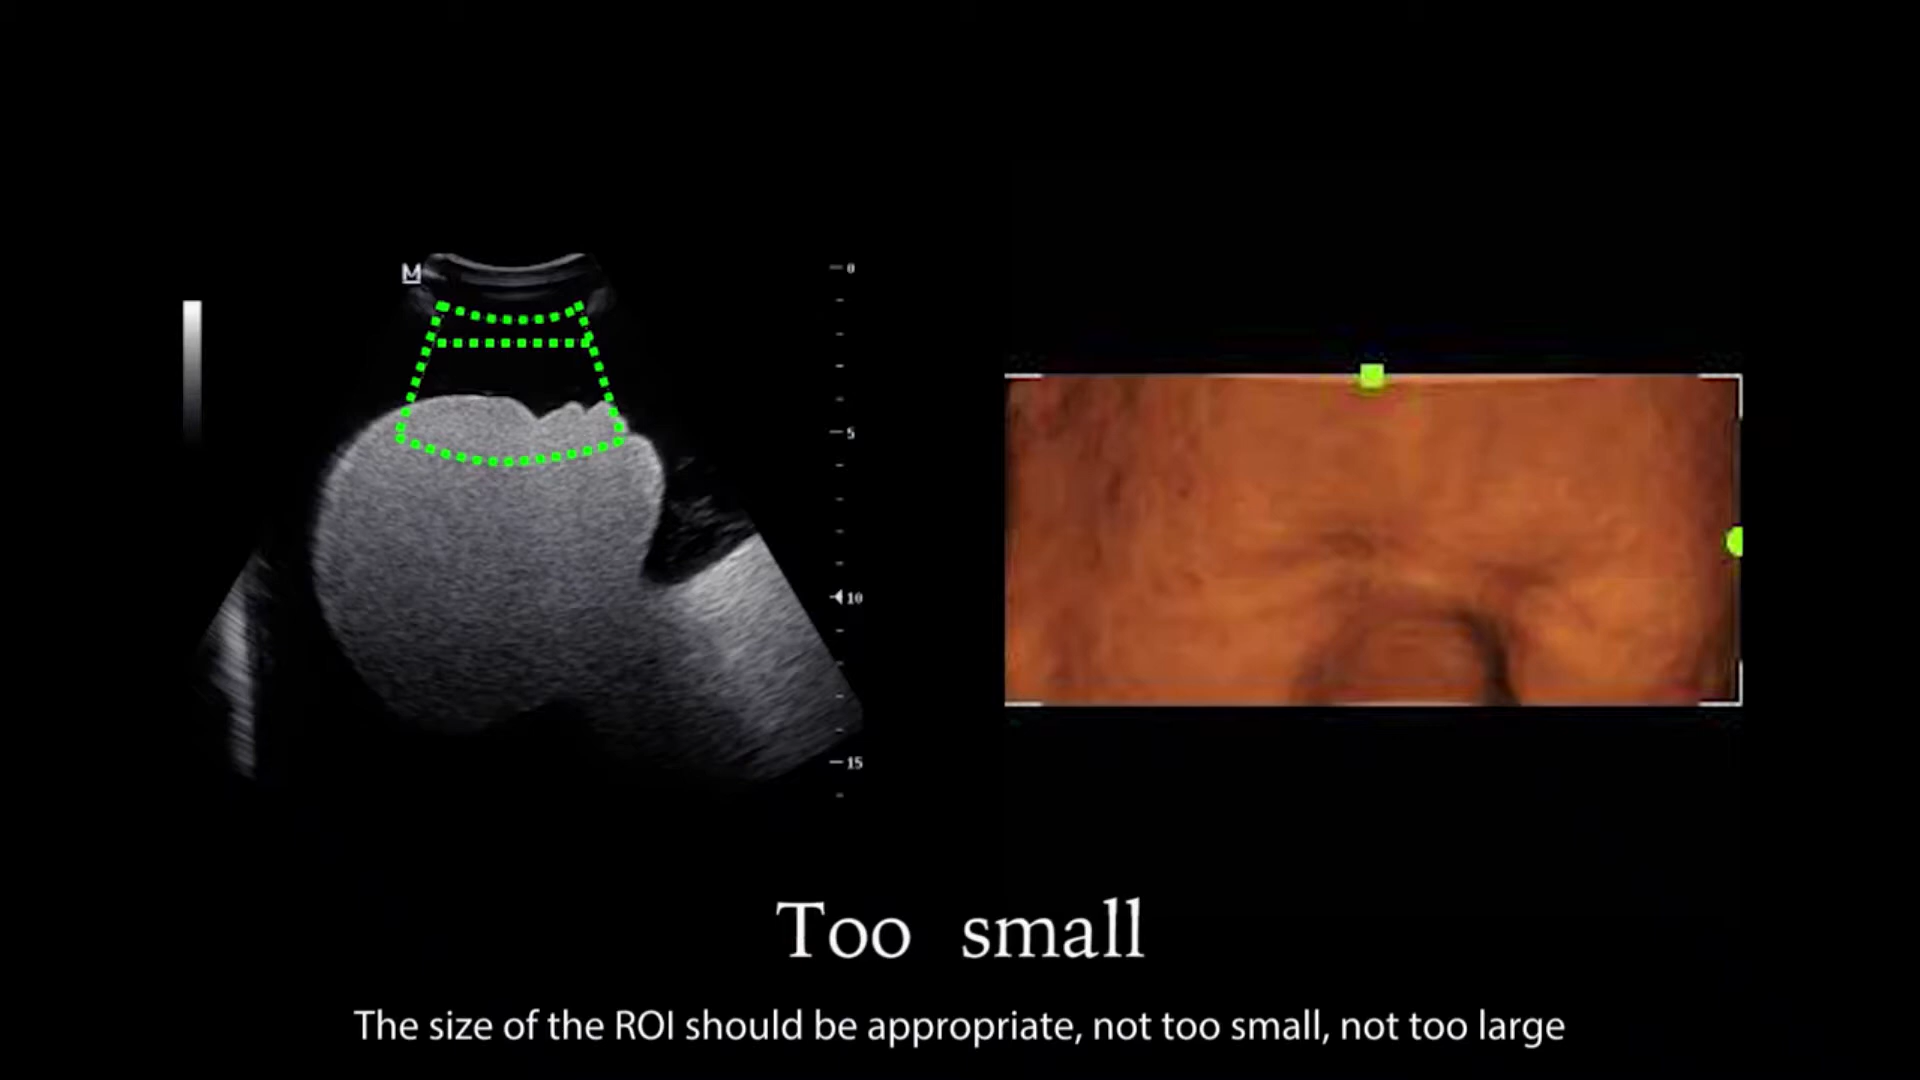 M
0
5
10
15
Too small
The size of the ROI should be appropriate, not too small, not too large